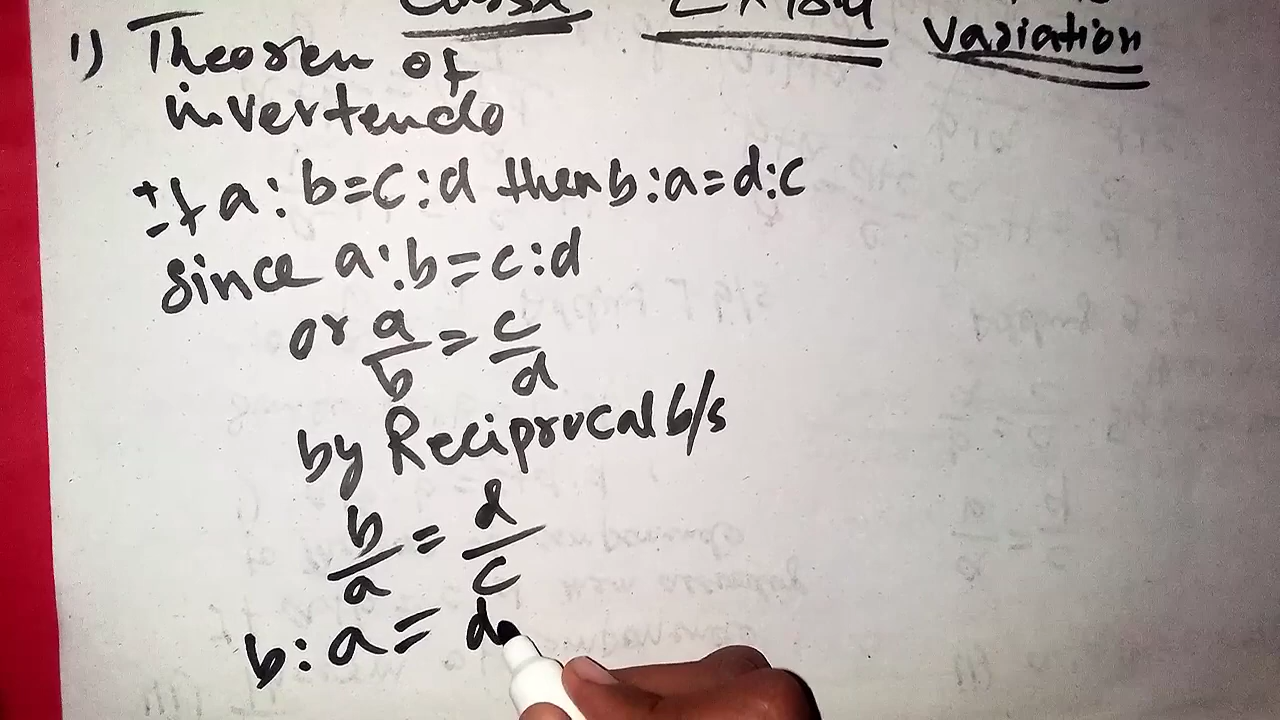 Variation
1) Theorem of
invertendo
If a:b=c:d then b:a=d:c
Since a:b=c:d
or a/b = c/d
by Reciprocal b/s
b/a = d/c
b:a= d